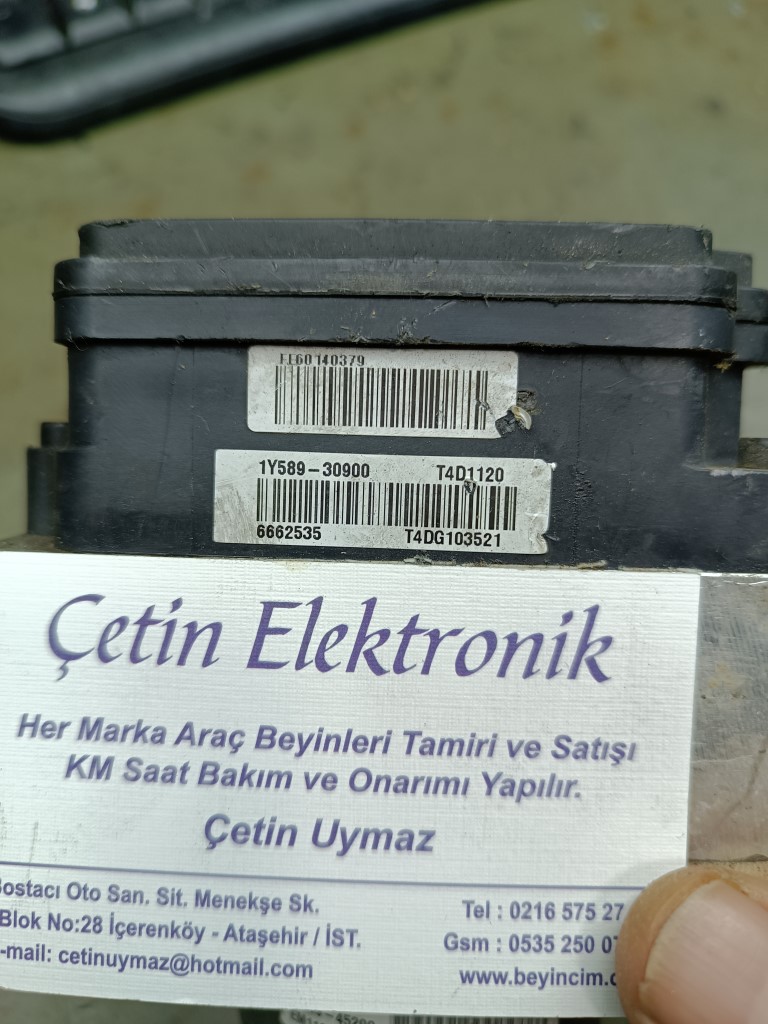 1Y589-30900 T4D1120
6662535 T4DG103521
Çetin Elektronik
Her Marka Araç Beyinleri Tamiri ve Satışı
KM Saat Bakım ve Onarımı Yapılır.
Çetin Uymaz
Bostacı Oto San. Sit. Menekşe Sk.
Blok No:28 İçerenköy - Ataşehir / İST.
-mail: cetinuymaz@hotmail.com
Tel : 0216 575 27
Gsm : 0535 250 0
www.beyincim.c